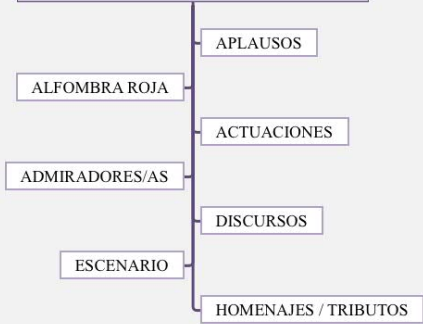 APLAUSOS
ALFOMBRA ROJA
ACTUACIONES
ADMIRADORES/AS
DISCURSOS
ESCENARIO
HOMENAJES / TRIBUTOS